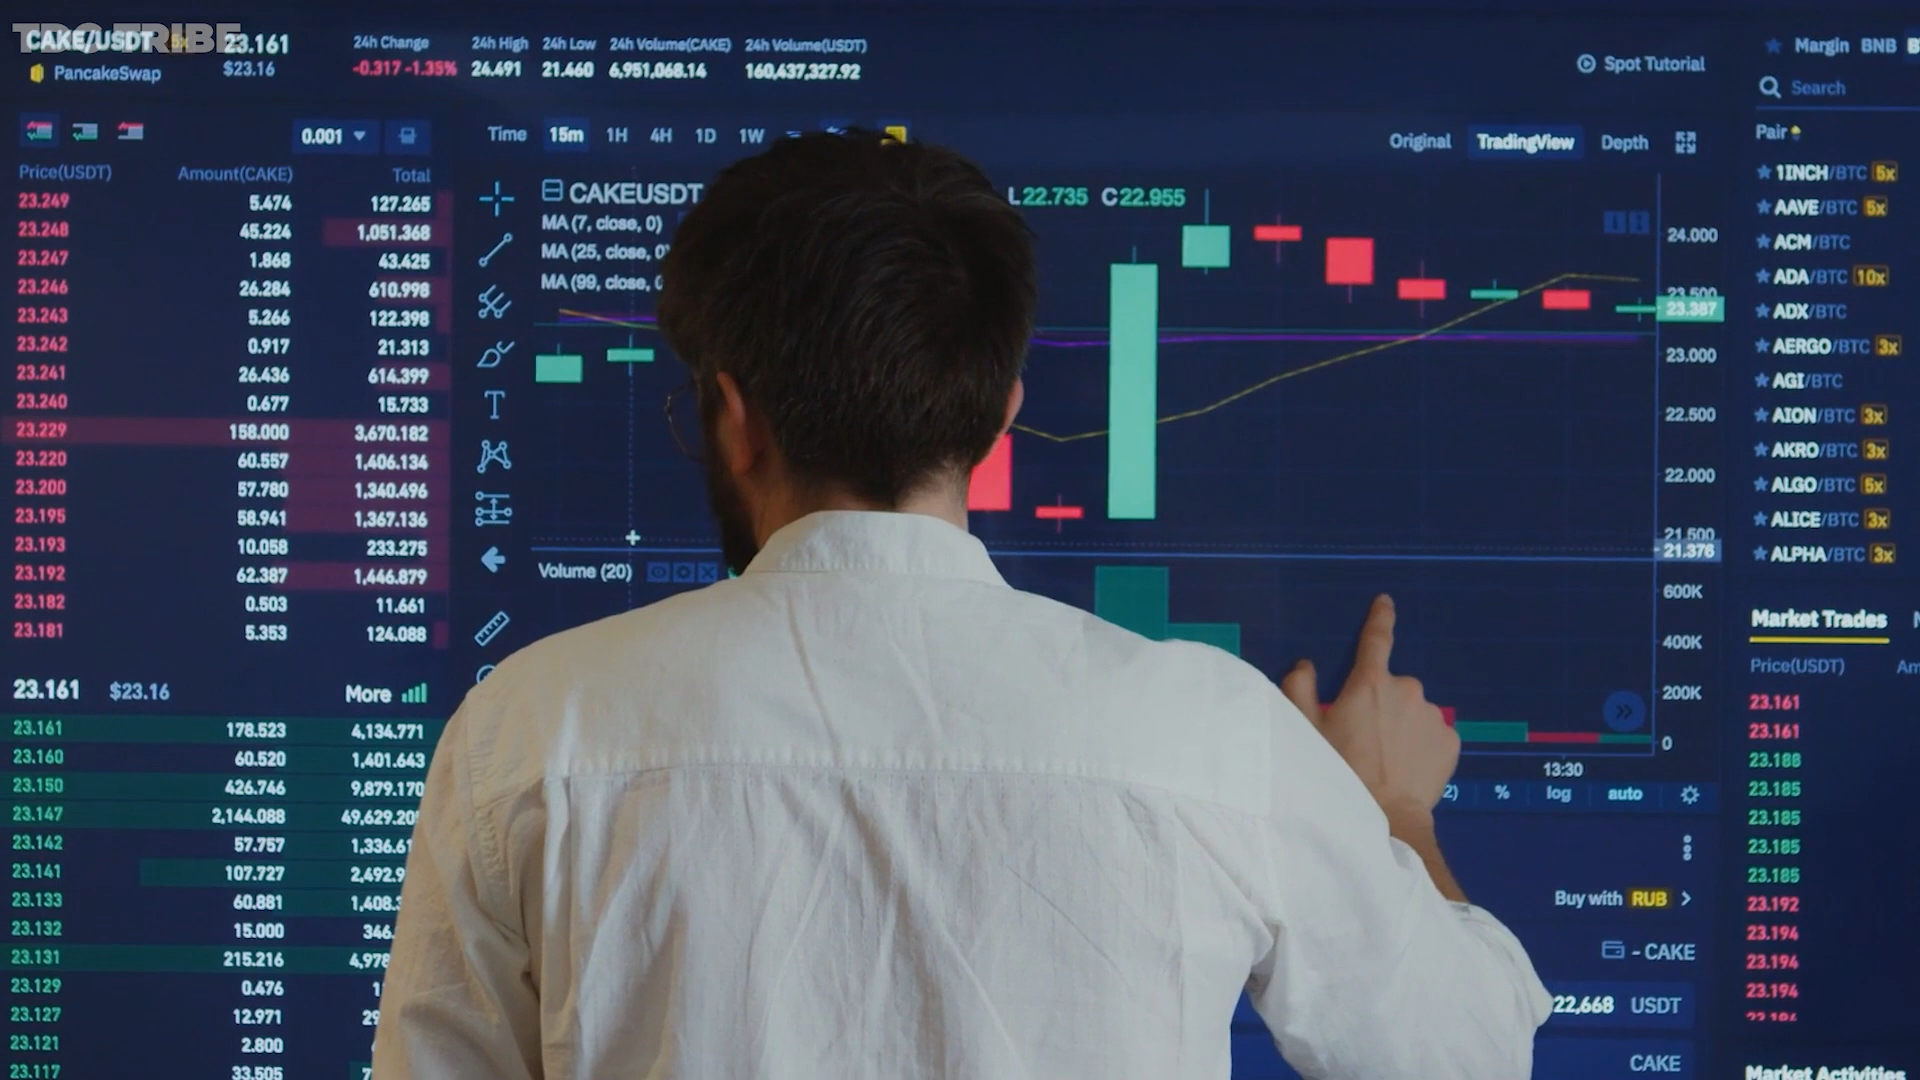 TDG TRIBE
CAKE/USDT 5x 23.161
PancakeSwap $23.16
24h Change -0.317 -1.35%
24h High 24.491
24h Low 21.460
24h Volume(CAKE) 6,951,068.14
24h Volume(USDT) 160,437,327.92
Spot Tutorial
0.001
Price(USDT) Amount(CAKE) Total
23.249 5.474 127.265
23.248 45.224 1,051.368
23.247 1.868 43.425
23.246 26.284 610.998
23.243 5.266 122.398
23.242 0.917 21.313
23.241 26.436 614.399
23.240 0.677 15.733
23.229 158.000 3,670.182
23.220 60.557 1,406.134
23.200 57.780 1,340.496
23.195 58.941 1,367.136
23.193 10.058 233.275
23.192 62.387 1,446.879
23.182 0.503 11.661
23.181 5.353 124.088
23.161 $23.16 More
23.161 178.523 4,134.771
23.160 60.520 1,401.643
23.150 426.746 9,879.170
23.147 2,144.088 49,629.20
23.142 57.757 1,336.6
23.141 107.727 2,492.9
23.133 60.881 1,408.
23.132 15.000 346.
23.131 215.216 4,978
23.129 0.476 1
23.127 12.971 29
23.121 2.800
23.117 33.505 7
Time 15m 1H 4H 1D 1W
Original TradingView Depth
CAKEUSDT L22.735 C22.955
MA (7, close, 0)
MA (25, close, 0)
MA (99, close, 0
24.000
23.500
23.387
23.000
22.500
22.000
21.500
21.376
Volume (20)
600K
400K
200K
0
13:30
2) % log auto
Buy with RUB
- CAKE
22,668 USDT
CAKE
Margin BNB B
Search
Pair
1INCH/BTC 5x
AAVE/BTC 5x
ACM/BTC
ADA/BTC 10x
ADX/BTC
AERGO/BTC 3x
AGI/BTC
AION/BTC 3x
AKRO/BTC 3x
ALGO/BTC 5x
ALICE/BTC 3x
ALPHA/BTC 3x
Market Trades
Price(USDT) Am
23.161
23.161
23.188
23.185
23.185
23.185
23.185
23.192
23.194
23.194
23.194
Market Activities